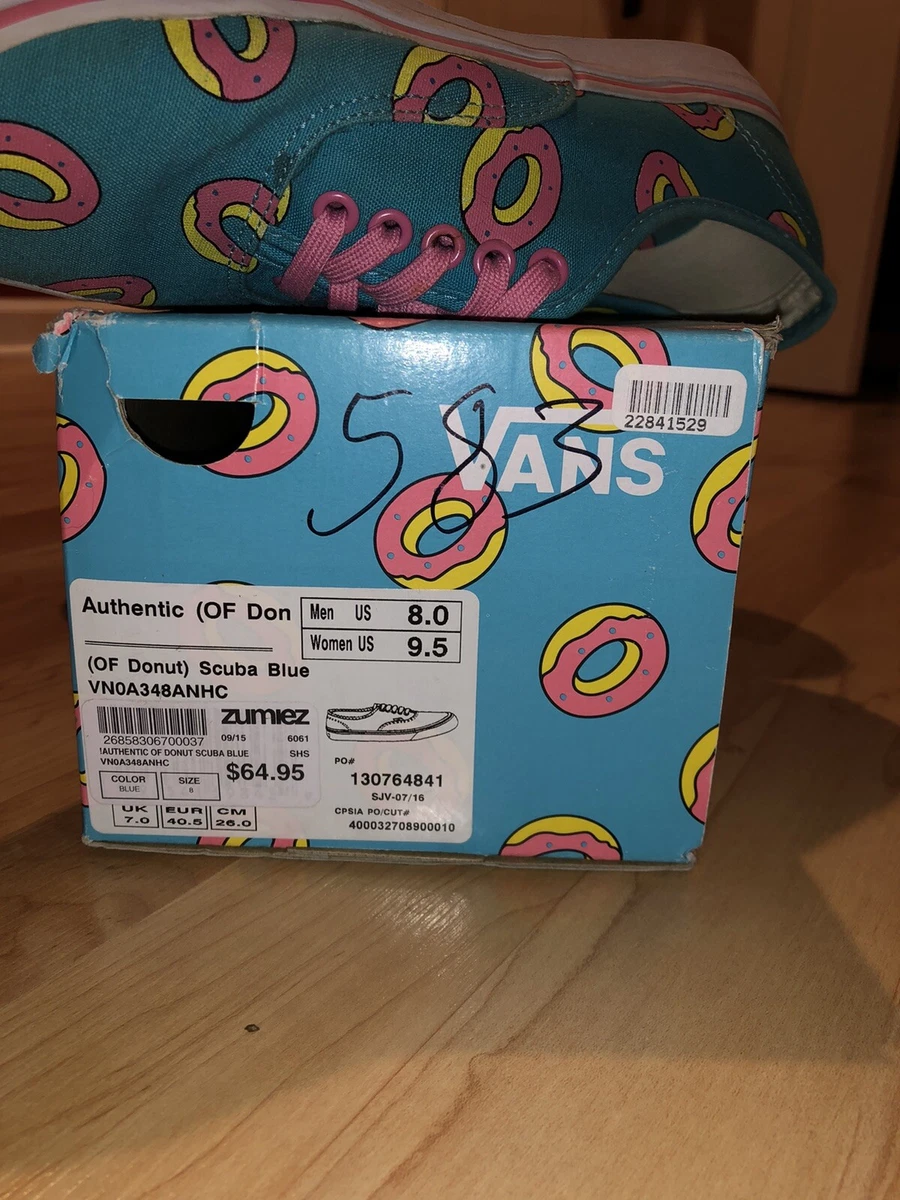 583
22841529
VANS
Authentic (OF Don
Men US 8.0
Women US 9.5
(OF Donut) Scuba Blue
VN0A348ANHC
zumiez
26858306700037 09/15 6061
!AUTHENTIC OF DONUT SCUBA BLUE SHS
VN0A348ANHC
$64.95
COLOR
BLUE
SIZE
8
UK EUR CM
7.0 40.5 26.0
PO#
130764841
SJV-07/16
CPSIA PO/CUT#
400032708900010